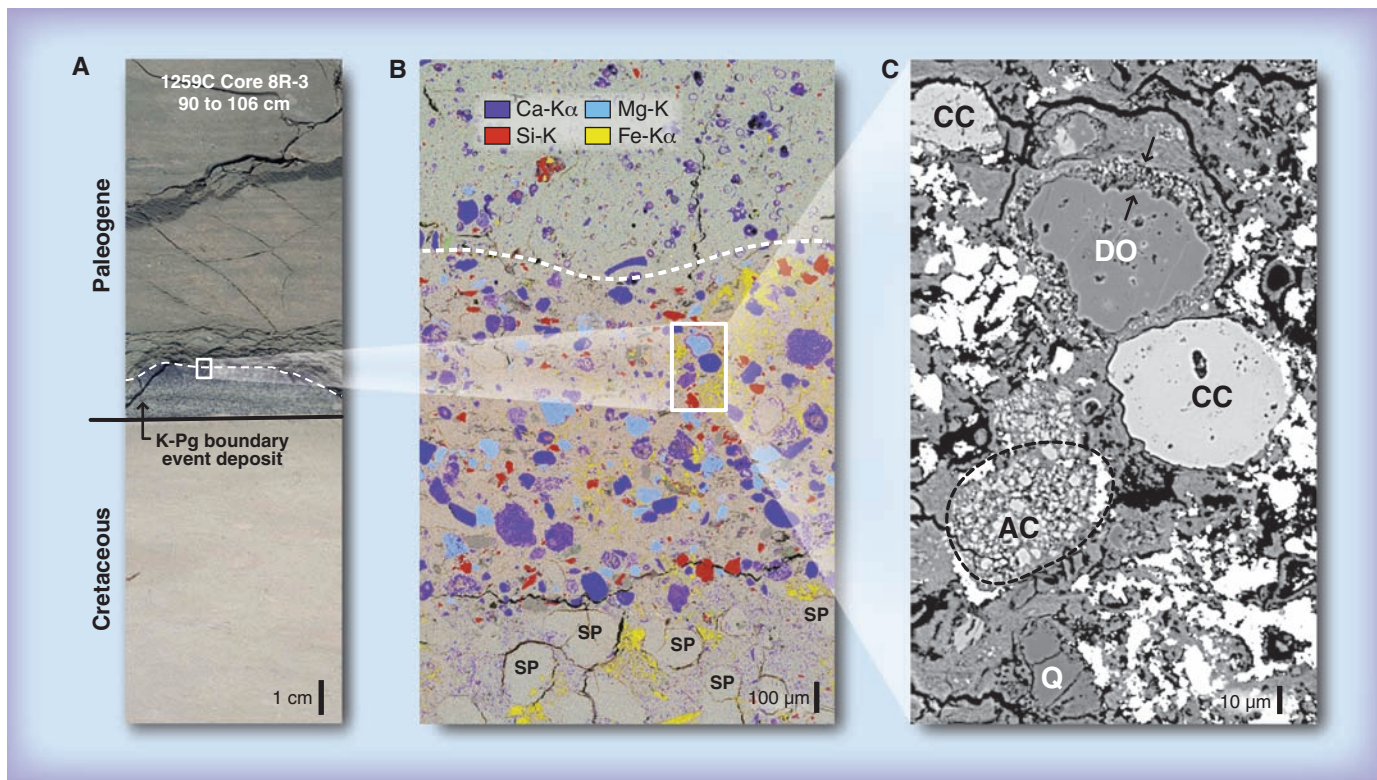 A
1259C Core 8R-3
90 to 106 cm
Paleogene
K-Pg boundary
event deposit
Cretaceous
1 cm
B
Ca-Kα
Mg-K
Si-K
Fe-Kα
SP
SP
SP
SP
SP
100 µm
C
CC
DO
CC
AC
Q
10 µm